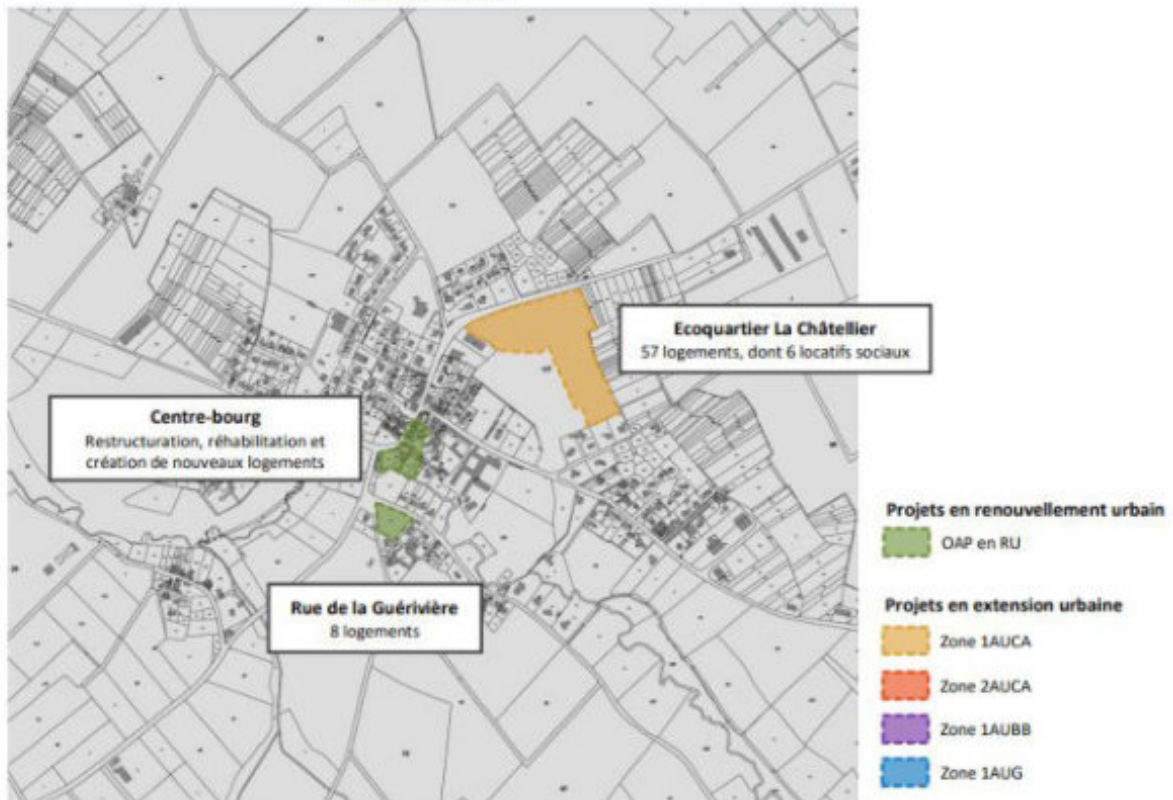 Ecoquartier La Châtellier
57 logements, dont 6 locatifs sociaux
Centre-bourg
Restructuration, réhabilitation et
création de nouveaux logements
Rue de la Guérivière
8 logements
Projets en renouvellement urbain
OAP en RU
Projets en extension urbaine
Zone 1AUCA
Zone 2AUCA
Zone 1AUBB
Zone 1AUG